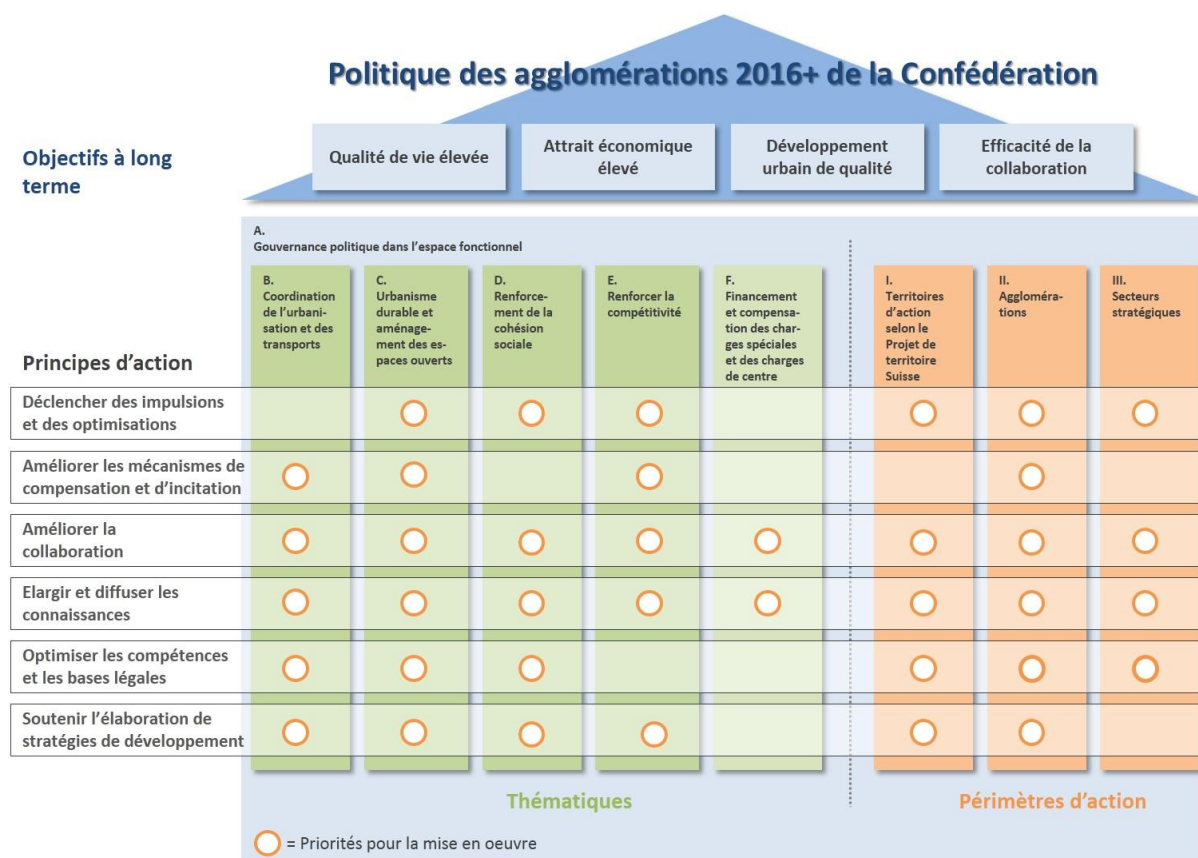 Politique des agglomérations 2016+ de la Confédération
Objectifs à long
terme
Qualité de vie élevée
Attrait économique
élevé
Développement
urbain de qualité
Efficacité de la
collaboration
A.
Gouvernance politique dans l'espace fonctionnel
B.
Coordination
de l'urbani-
sation et des
transports
C.
Urbanisme
durable et
aménage-
ment des es-
paces ouverts
D.
Renforce-
ment de la
cohésion
sociale
E.
Renforcer la
compétitivité
F.
Financement
et compensa-
tion des char-
ges spéciales
et des charges
de centre
I.
Territoires
d'action
selon le
Projet de
territoire
Suisse
II.
Aggloméra-
tions
III.
Secteurs
stratégiques
Principes d'action
Déclencher des impulsions
et des optimisations
Améliorer les mécanismes de
compensation et d'incitation
Améliorer la
collaboration
Elargir et diffuser les
connaissances
Optimiser les compétences
et les bases légales
Soutenir l'élaboration de
stratégies de développement
Thématiques
Périmètres d'action
= Priorités pour la mise en oeuvre